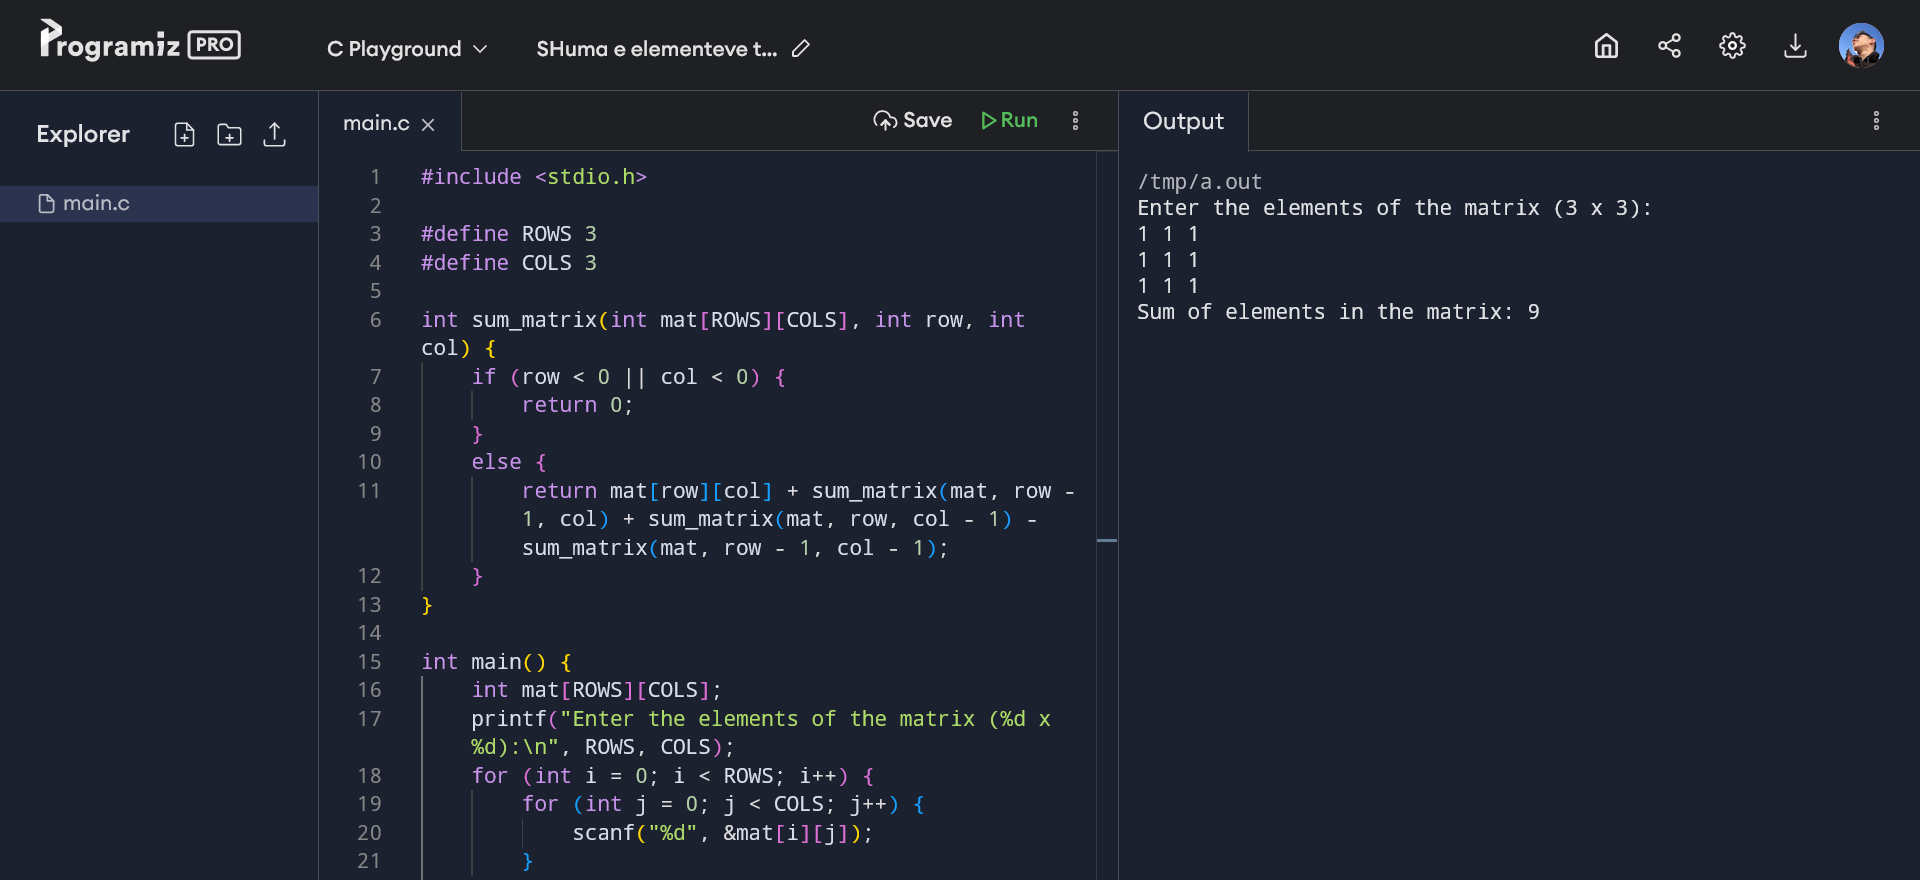 Programiz PRO
C Playground
SHuma e elementeve t...
Explorer
main.c
main.c
Save
Run
1 #include <stdio.h>
2
3 #define ROWS 3
4 #define COLS 3
5
6 int sum_matrix(int mat[ROWS][COLS], int row, int
col) {
7 if (row < 0 || col < 0) {
8 return 0;
9 }
10 else {
11 return mat[row][col] + sum_matrix(mat, row -
1, col) + sum_matrix(mat, row, col - 1) -
sum_matrix(mat, row - 1, col - 1);
12 }
13 }
14
15 int main() {
16 int mat[ROWS][COLS];
17 printf("Enter the elements of the matrix (%d x
%d):\n", ROWS, COLS);
18 for (int i = 0; i < ROWS; i++) {
19 for (int j = 0; j < COLS; j++) {
20 scanf("%d", &mat[i][j]);
21 }
Output
/tmp/a.out
Enter the elements of the matrix (3 x 3):
1 1 1
1 1 1
1 1 1
Sum of elements in the matrix: 9